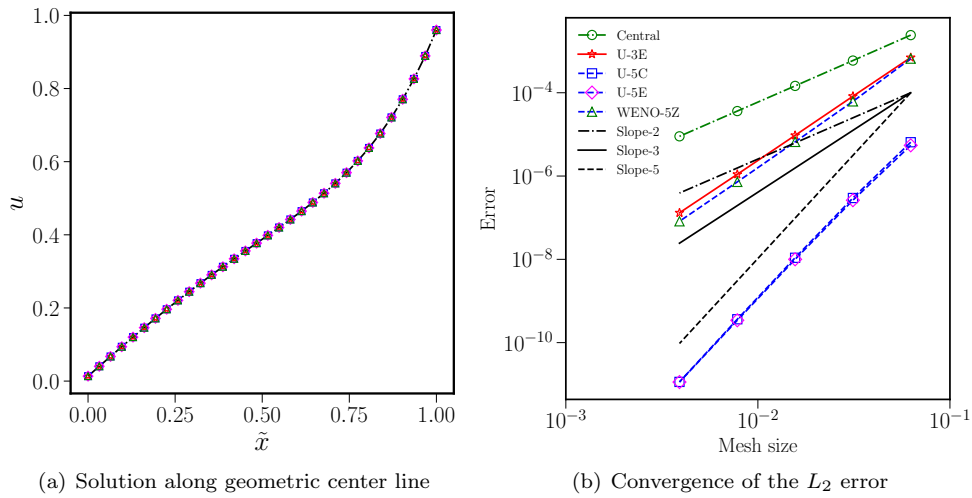 1.0
0.8
0.6
0.4
0.2
0.0
u
0.00 0.25 0.50 0.75 1.00
x̃
(a) Solution along geometric center line
Central
U-3E
U-5C
U-5E
WENO-5Z
Slope-2
Slope-3
Slope-5
10⁻⁴
10⁻⁶
10⁻⁸
10⁻¹⁰
Error
10⁻³ 10⁻² 10⁻¹
Mesh size
(b) Convergence of the L₂ error